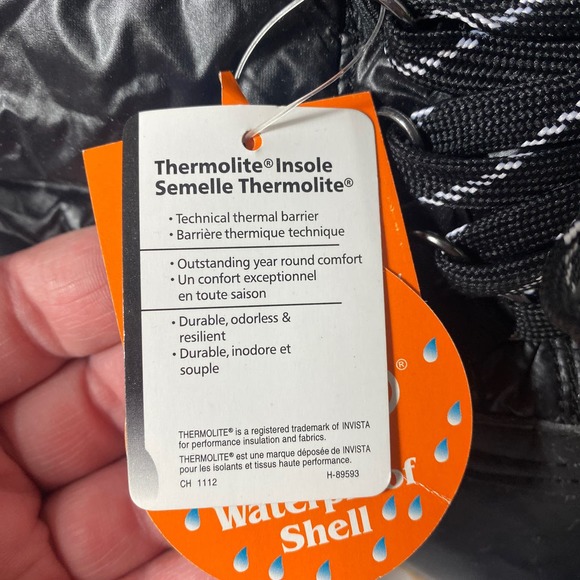 Thermolite® Insole
Semelle Thermolite®
• Technical thermal barrier
• Barrière thermique technique
• Outstanding year round comfort
• Un confort exceptionnel
en toute saison
• Durable, odorless &
resilient
• Durable, inodore et
souple
THERMOLITE® is a registered trademark of INVISTA
for performance insulation and fabrics.
THERMOLITE® est une marque déposée de INVISTA
pour les isolants et tissus haute performance.
CH 1112 H-89593
®
Waterproof
Shell